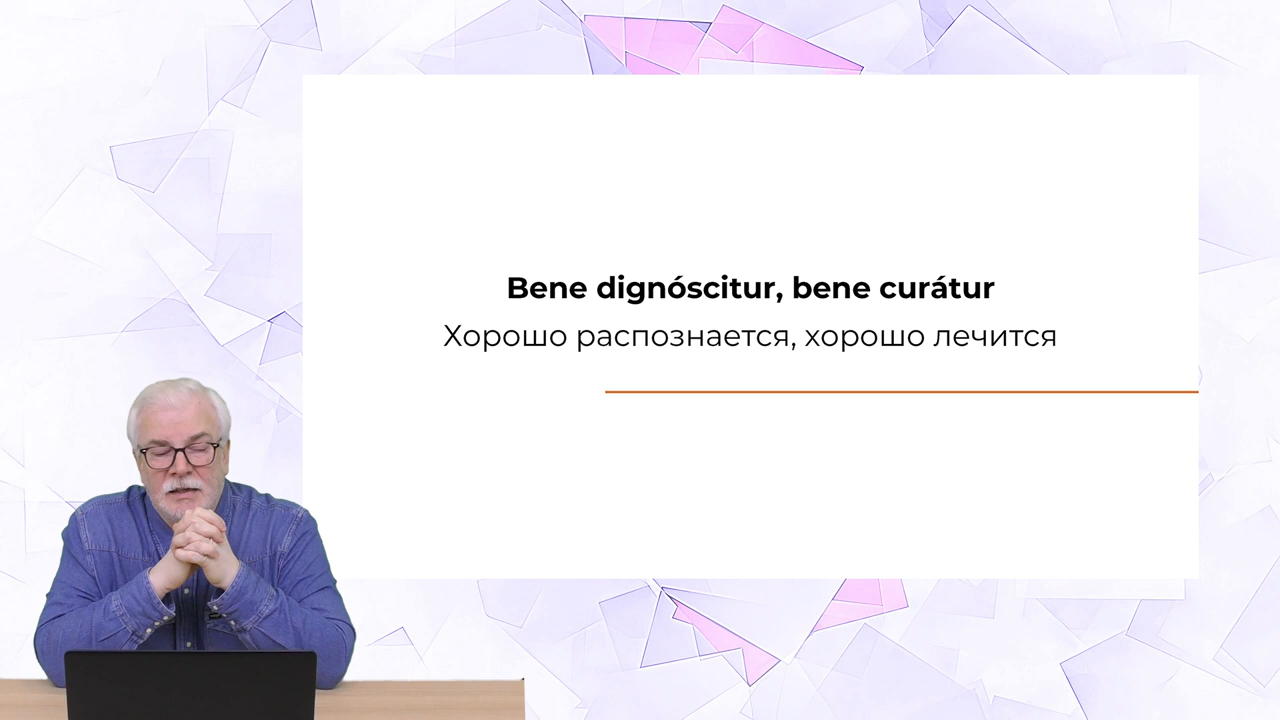 Bene dignóscitur, bene curátur
Хорошо распознается, хорошо лечится